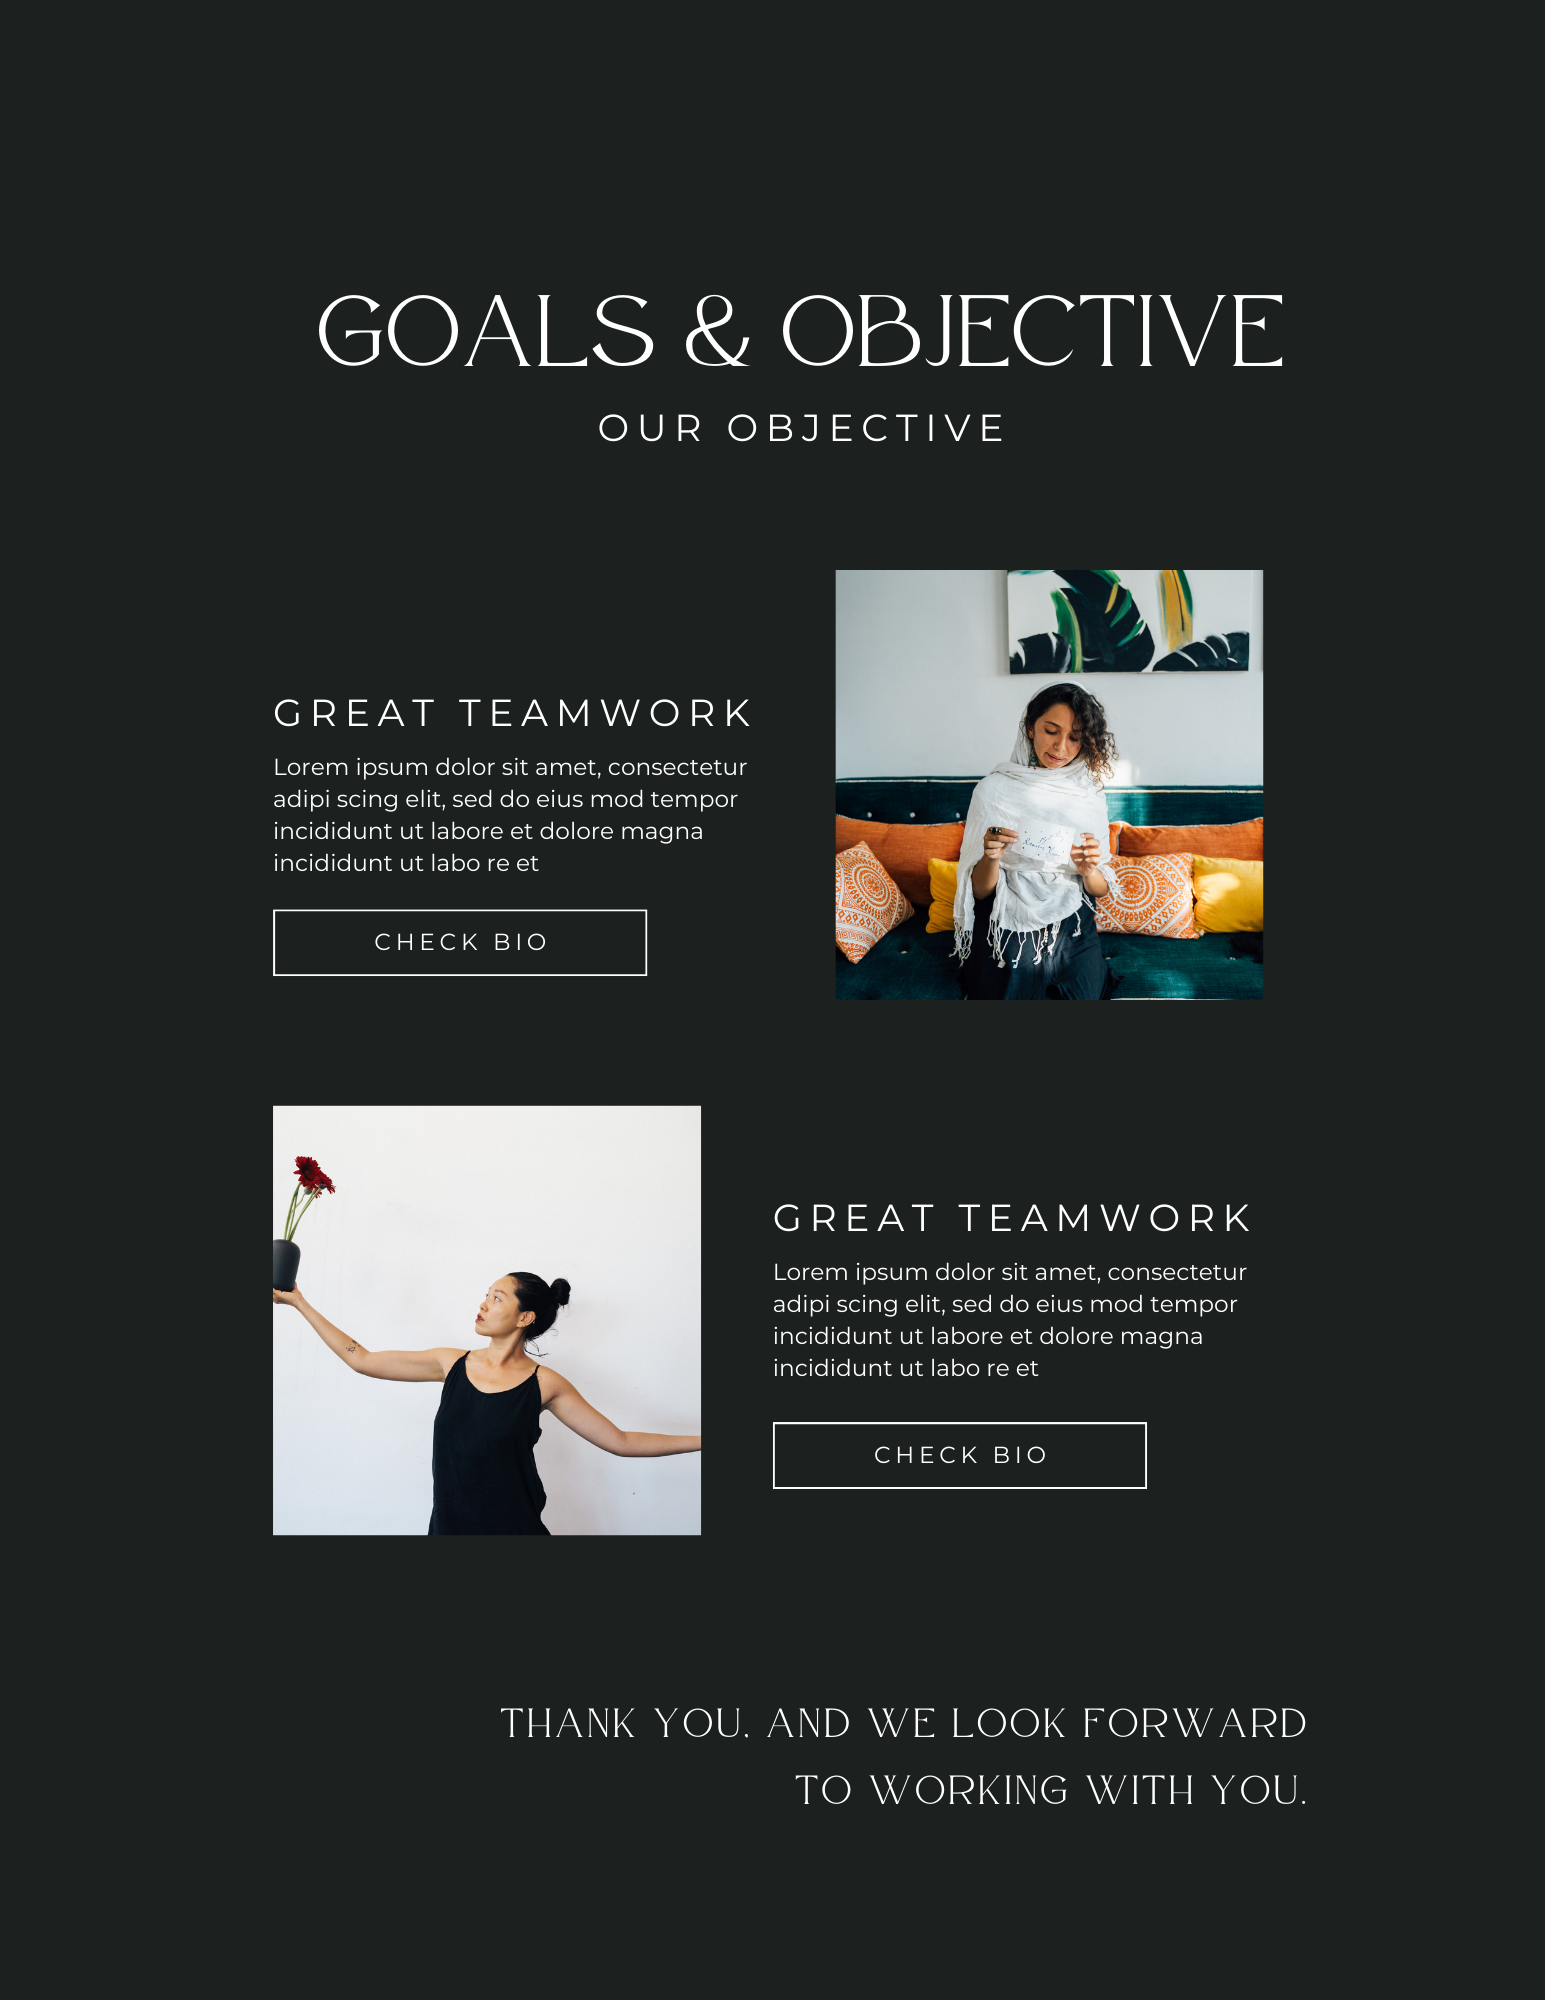 GOALS & OBJECTIVE
OUR OBJECTIVE
GREAT TEAMWORK
Lorem ipsum dolor sit amet, consectetur
adipi scing elit, sed do eius mod tempor
incididunt ut labore et dolore magna
incididunt ut labo re et
CHECK BIO
GREAT TEAMWORK
Lorem ipsum dolor sit amet, consectetur
adipi scing elit, sed do eius mod tempor
incididunt ut labore et dolore magna
incididunt ut labo re et
CHECK BIO
THANK YOU, AND WE LOOK FORWARD
TO WORKING WITH YOU.